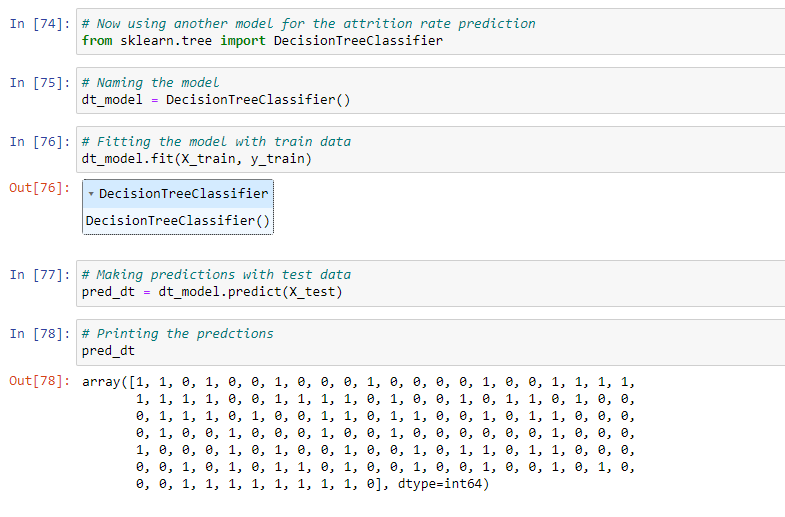 In [74]: # Now using another model for the attrition rate prediction
from sklearn.tree import DecisionTreeClassifier
In [75]: # Naming the model
dt_model = DecisionTreeClassifier()
In [76]: # Fitting the model with train data
dt_model.fit(X_train, y_train)
Out[76]: ▾ DecisionTreeClassifier
DecisionTreeClassifier()
In [77]: # Making predictions with test data
pred_dt = dt_model.predict(X_test)
In [78]: # Printing the predctions
pred_dt
Out[78]: array([1, 1, 0, 1, 0, 0, 1, 0, 0, 0, 1, 0, 0, 0, 0, 1, 0, 0, 1, 1, 1, 1,
1, 1, 1, 1, 0, 0, 1, 1, 1, 1, 0, 1, 0, 0, 1, 0, 1, 1, 0, 1, 0, 0,
0, 1, 1, 1, 0, 1, 0, 0, 1, 1, 0, 1, 1, 0, 0, 1, 0, 1, 1, 0, 0, 0,
0, 1, 0, 0, 1, 0, 0, 0, 1, 0, 0, 1, 0, 0, 0, 0, 0, 0, 1, 0, 0, 0,
1, 0, 0, 0, 1, 0, 1, 0, 0, 1, 0, 0, 1, 0, 1, 1, 0, 1, 1, 0, 0, 0,
0, 0, 1, 0, 1, 0, 1, 1, 0, 1, 0, 0, 1, 0, 0, 1, 0, 0, 1, 0, 1, 0,
0, 0, 1, 1, 1, 1, 1, 1, 1, 1, 0], dtype=int64)